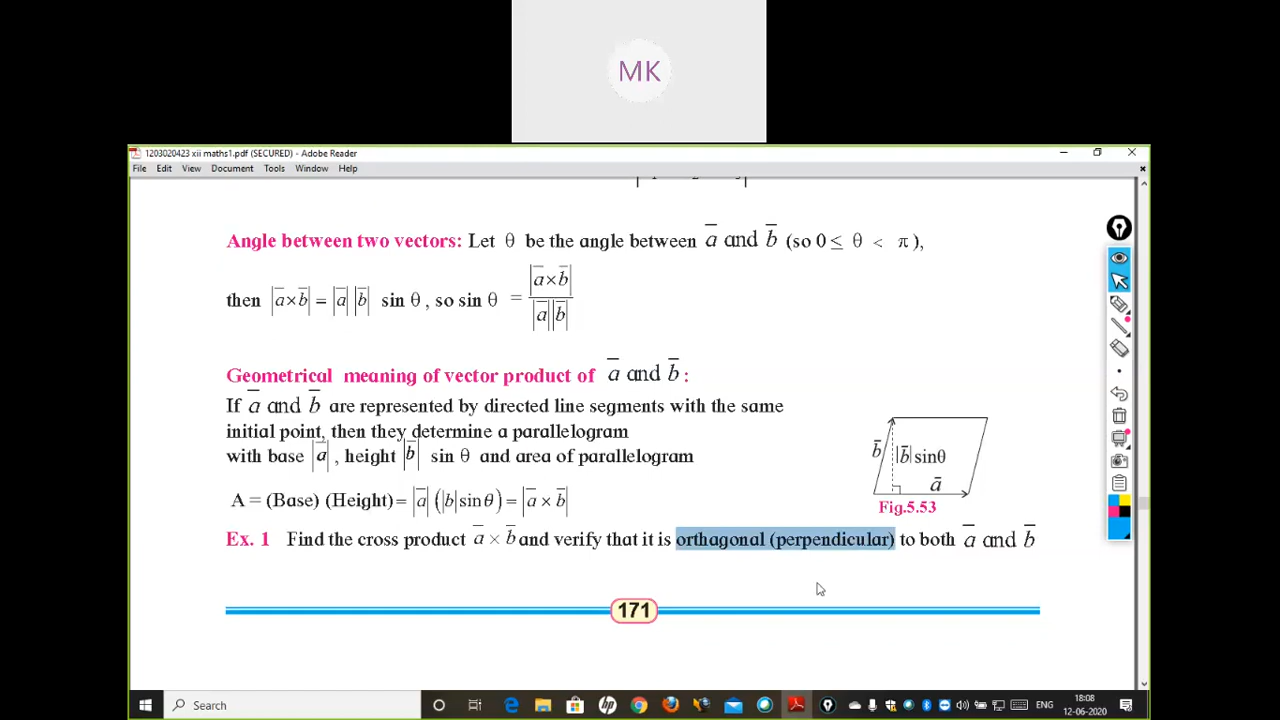 MK
1203020423 xii maths1.pdf (SECURED) - Adobe Reader
File Edit View Document Tools Window Help
Angle between two vectors: Let θ be the angle between a̅ and b̅ (so 0 ≤ θ < π),
then |a̅×b̅| = |a̅| |b̅| sin θ, so sin θ = |a̅×b̅| / |a̅||b̅|
Geometrical meaning of vector product of a̅ and b̅ :
If a̅ and b̅ are represented by directed line segments with the same
initial point, then they determine a parallelogram
with base |a̅|, height |b̅| sin θ and area of parallelogram
A = (Base) (Height) = |a̅| (|b| sin θ) = |a̅ × b̅|
b̅ |b̅| sinθ
a̅
Fig.5.53
Ex. 1 Find the cross product a̅ × b̅ and verify that it is orthagonal (perpendicular) to both a̅ and b̅
171
Search
ENG
18:08
12-06-2020